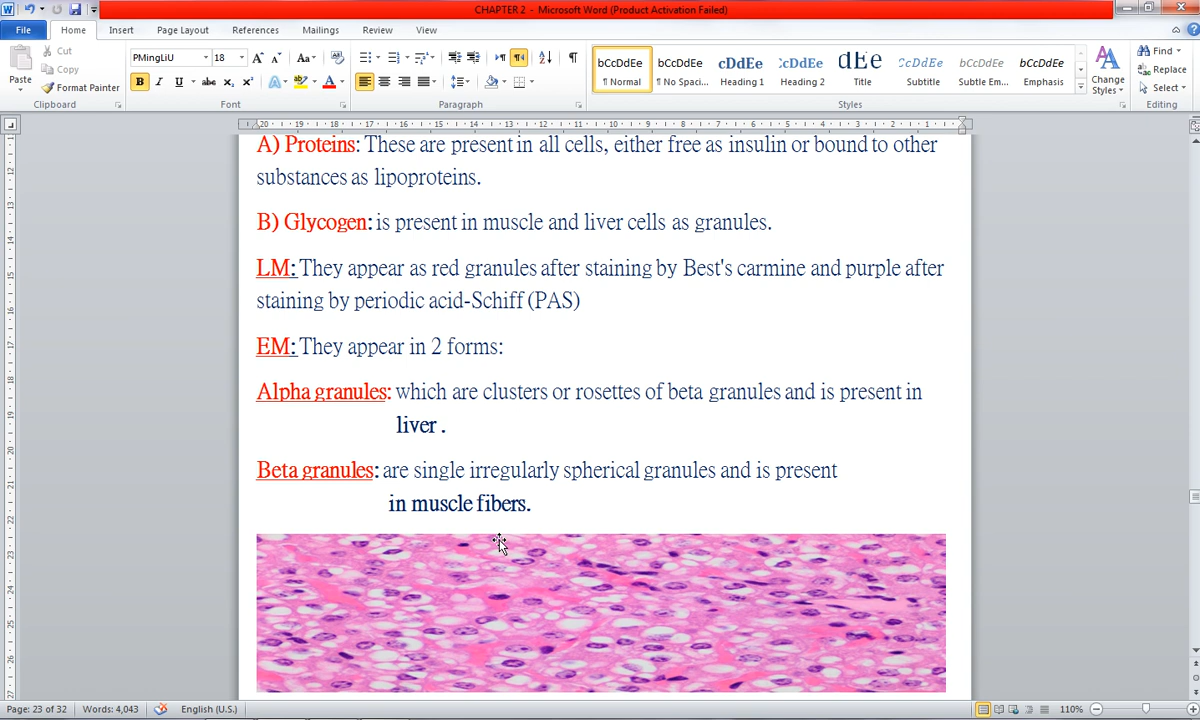 CHAPTER 2 - Microsoft Word (Product Activation Failed)
File Home Insert Page Layout References Mailings Review View
Paste
Cut
Copy
Format Painter
Clipboard
PMingLiU 18
Font
Paragraph
bCcDdEe bCcDdEe cDdEe :cDdEe dEe CcDdEe bCcDdEe bCcDdEe
¶ Normal ¶ No Spaci... Heading 1 Heading 2 Title Subtitle Subtle Em... Emphasis
Change Styles
Styles
Find
Replace
Select
Editing
A) Proteins: These are present in all cells, either free as insulin or bound to other
substances as lipoproteins.
B) Glycogen: is present in muscle and liver cells as granules.
LM: They appear as red granules after staining by Best's carmine and purple after
staining by periodic acid-Schiff (PAS)
EM: They appear in 2 forms:
Alpha granules: which are clusters or rosettes of beta granules and is present in
liver .
Beta granules: are single irregularly spherical granules and is present
in muscle fibers.
Page: 23 of 32 Words: 4,043 English (U.S.) 110%